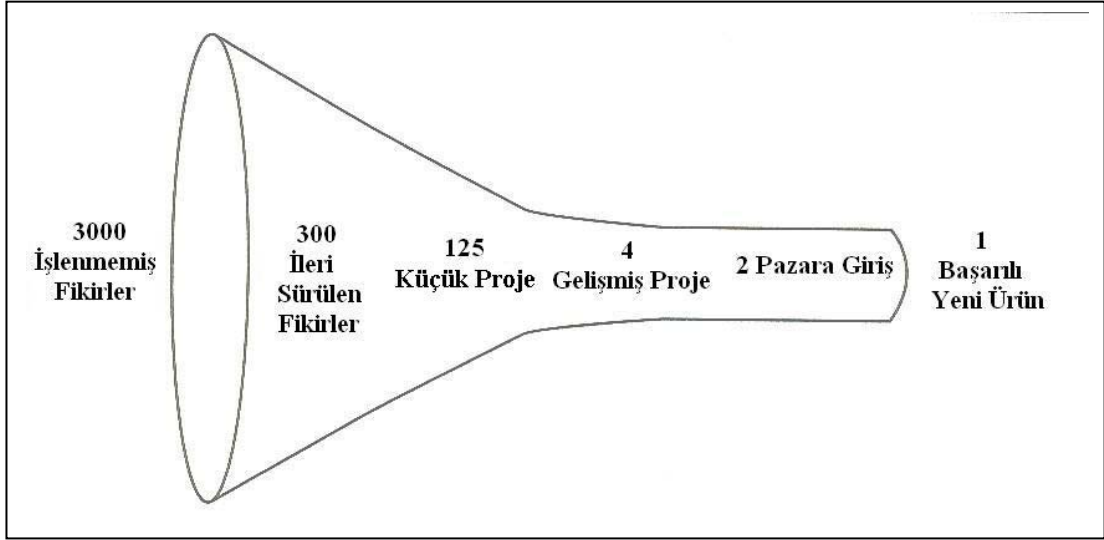 3000
İşlenmemiş
Fikirler
300
İleri
Sürülen
Fikirler
125
Küçük Proje
4
Gelişmiş Proje
2 Pazara Giriş
1
Başarılı
Yeni Ürün